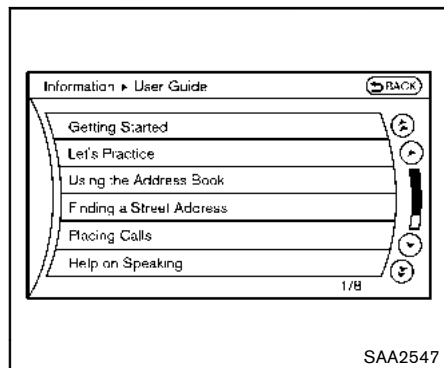 Information ▸ User Guide
BACK
Getting Started
Let's Practice
Using the Address Book
Finding a Street Address
Placing Calls
Help on Speaking
1/8
SAA2547